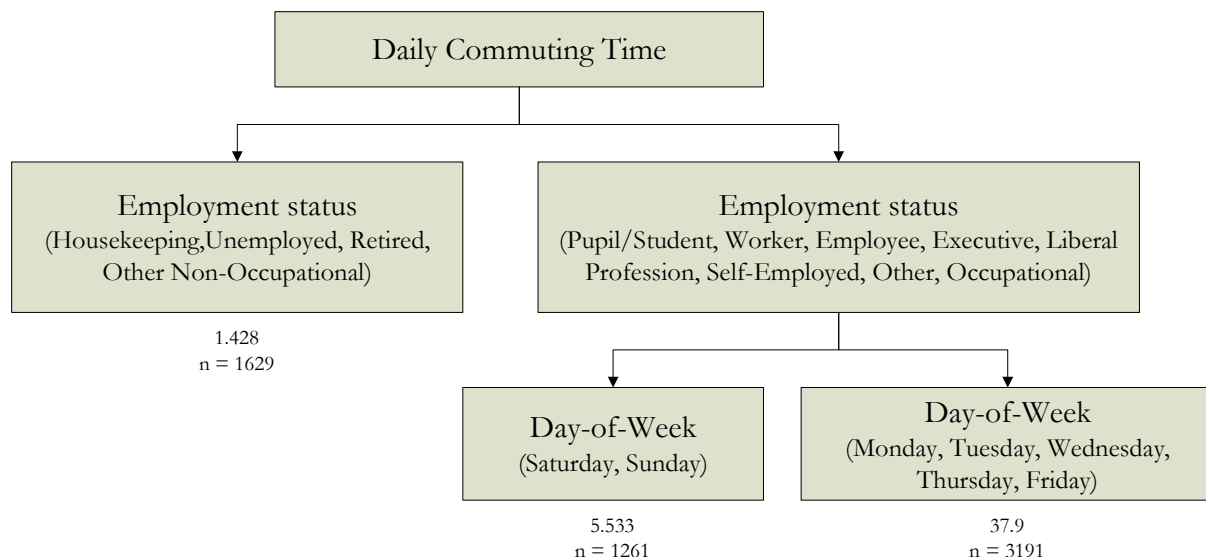 Daily Commuting Time
Employment status
(Housekeeping,Unemployed, Retired,
Other Non-Occupational)
1.428
n = 1629
Employment status
(Pupil/Student, Worker, Employee, Executive, Liberal
Profession, Self-Employed, Other, Occupational)
Day-of-Week
(Saturday, Sunday)
5.533
n = 1261
Day-of-Week
(Monday, Tuesday, Wednesday,
Thursday, Friday)
37.9
n = 3191